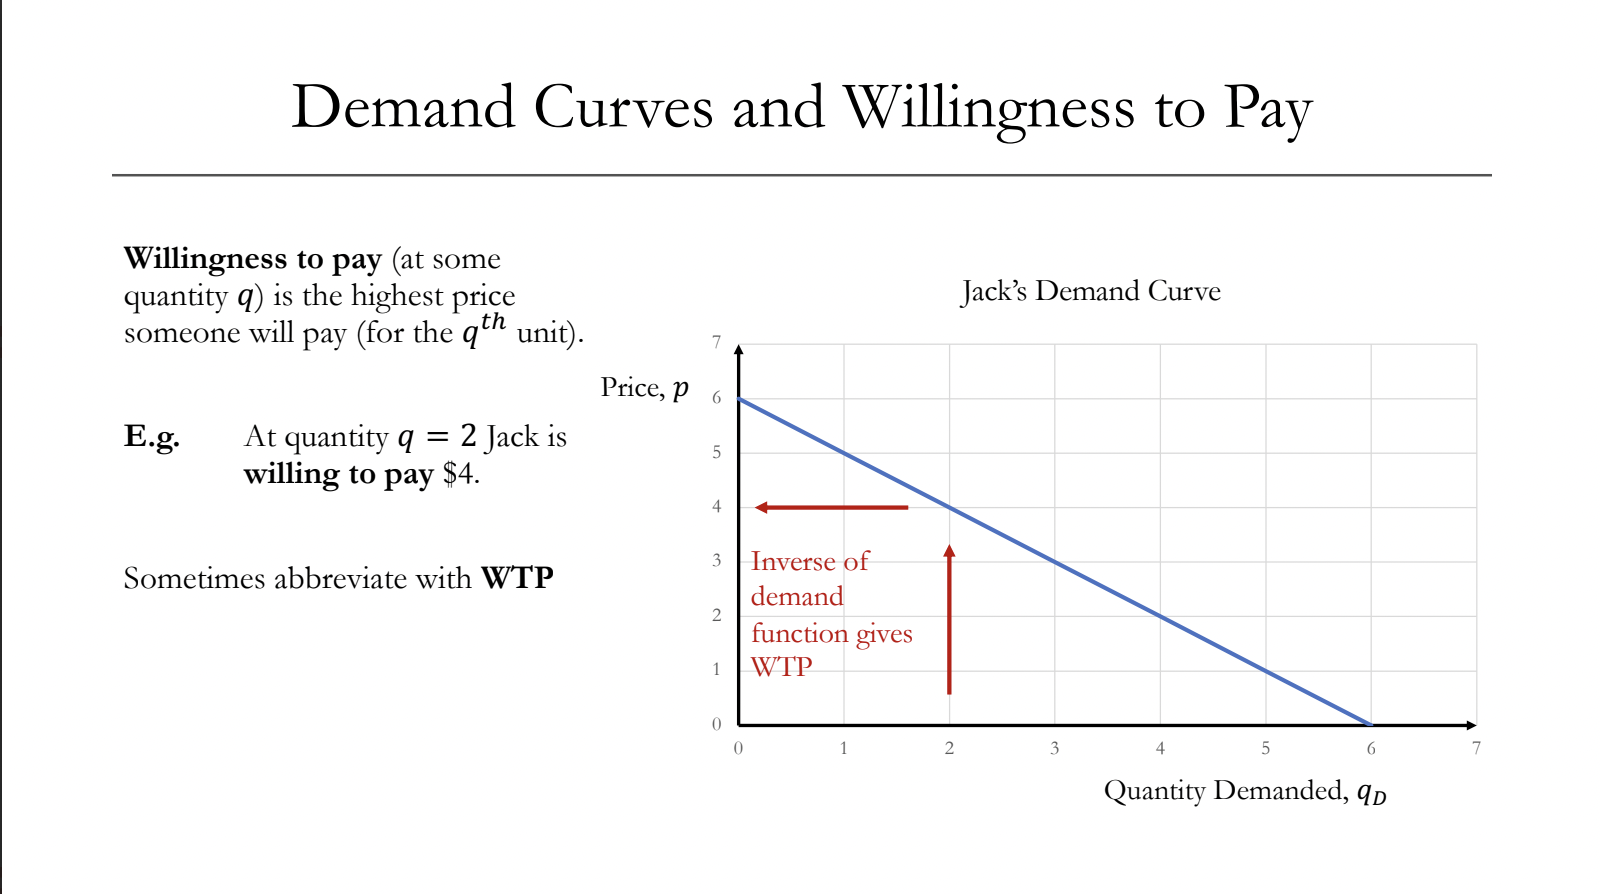 Demand Curves and Willingness to Pay
Willingness to pay (at some
quantity q) is the highest price
someone will pay (for the q^th unit).
E.g. At quantity q = 2 Jack is
willing to pay $4.
Sometimes abbreviate with WTP
Jack’s Demand Curve
Price, p
7
6
5
4
3
2
1
0
Inverse of
demand
function gives
WTP
0 1 2 3 4 5 6 7
Quantity Demanded, q_D